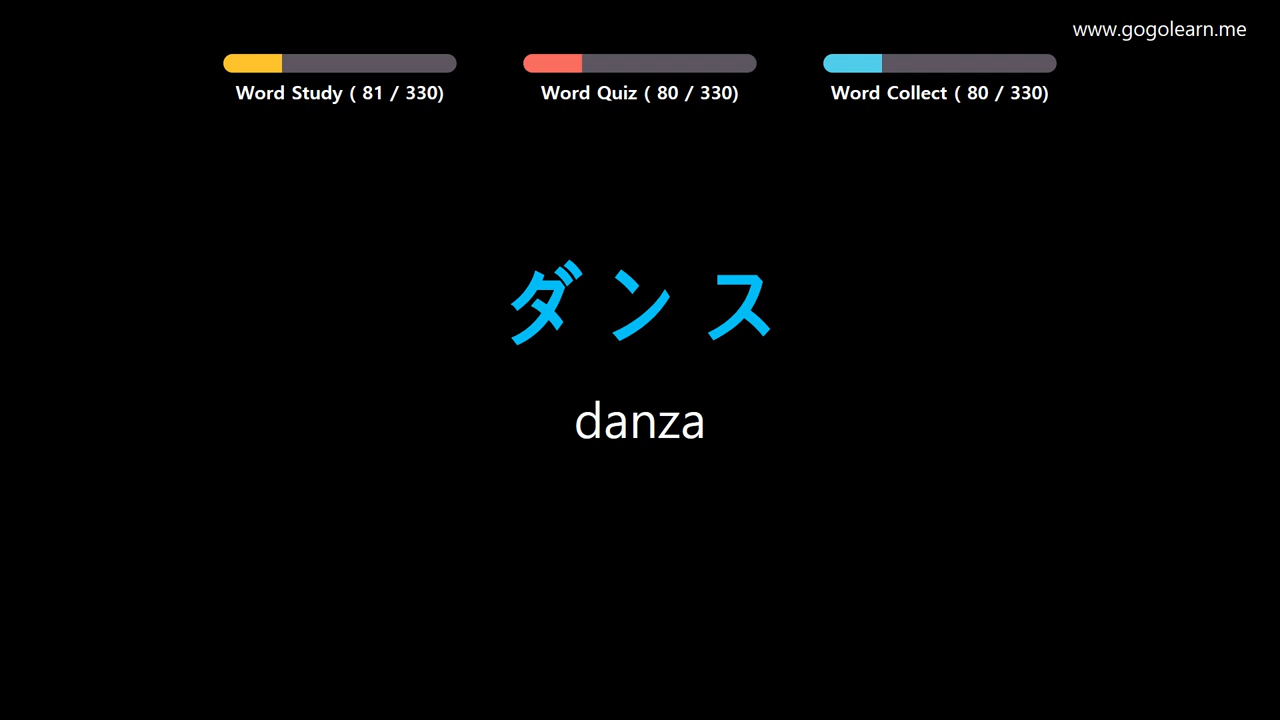 www.gogolearn.me
Word Study ( 81 / 330)
Word Quiz ( 80 / 330)
Word Collect ( 80 / 330)
ダンス
danza